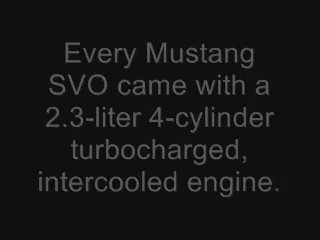 Every Mustang
SVO came with a
2.3-liter 4-cylinder
turbocharged,
intercooled engine.